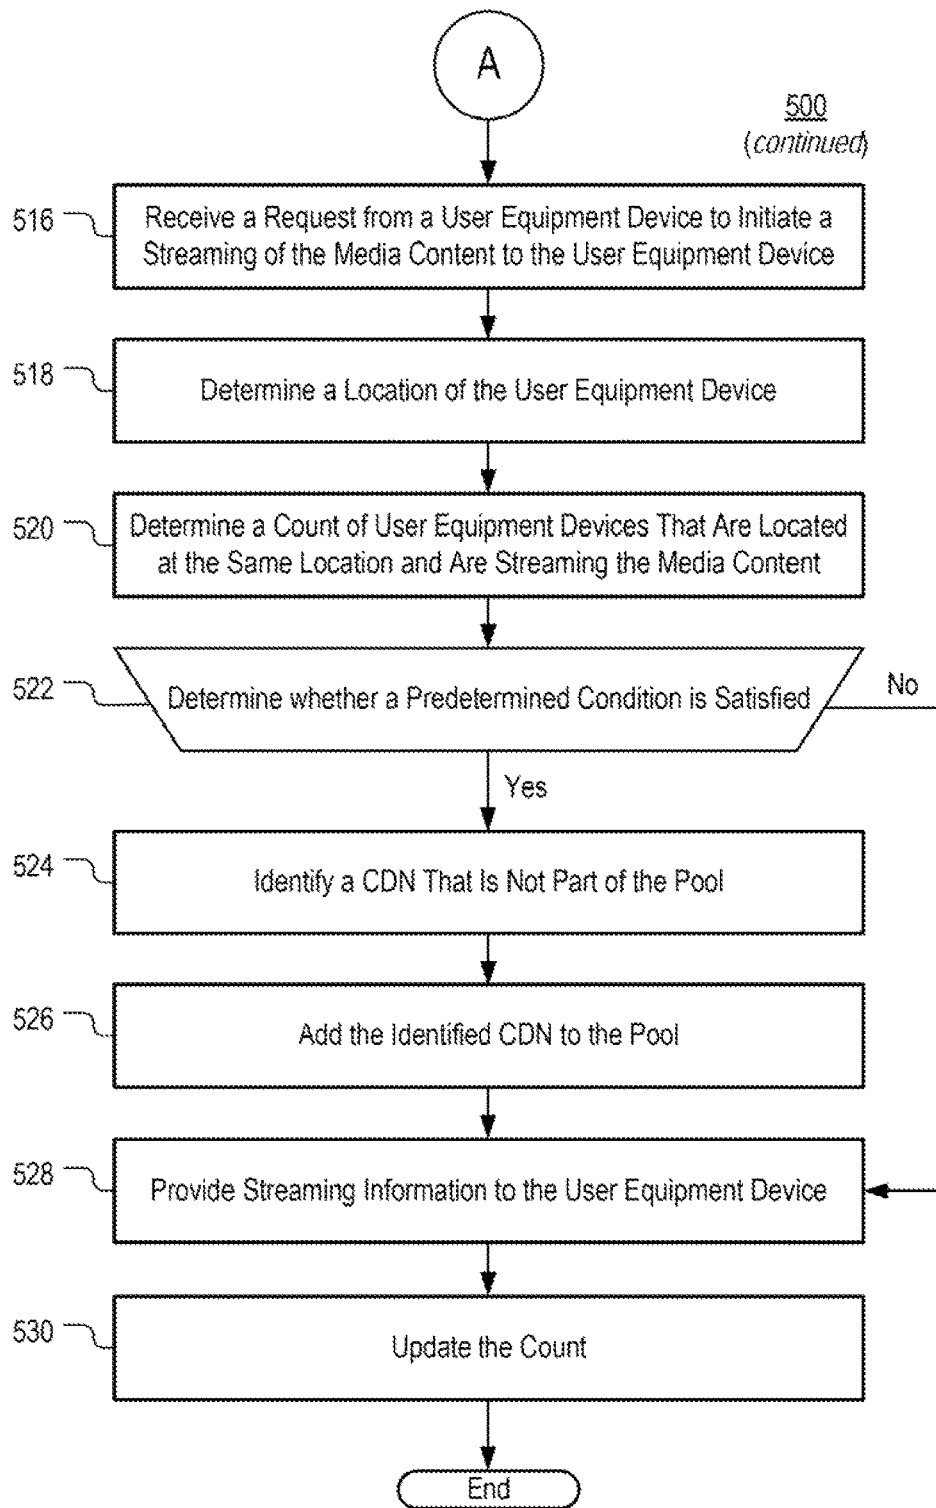 A
500
(continued)
516
Receive a Request from a User Equipment Device to Initiate a
Streaming of the Media Content to the User Equipment Device
518
Determine a Location of the User Equipment Device
520
Determine a Count of User Equipment Devices That Are Located
at the Same Location and Are Streaming the Media Content
522
Determine whether a Predetermined Condition is Satisfied
No
Yes
524
Identify a CDN That Is Not Part of the Pool
526
Add the Identified CDN to the Pool
528
Provide Streaming Information to the User Equipment Device
530
Update the Count
End